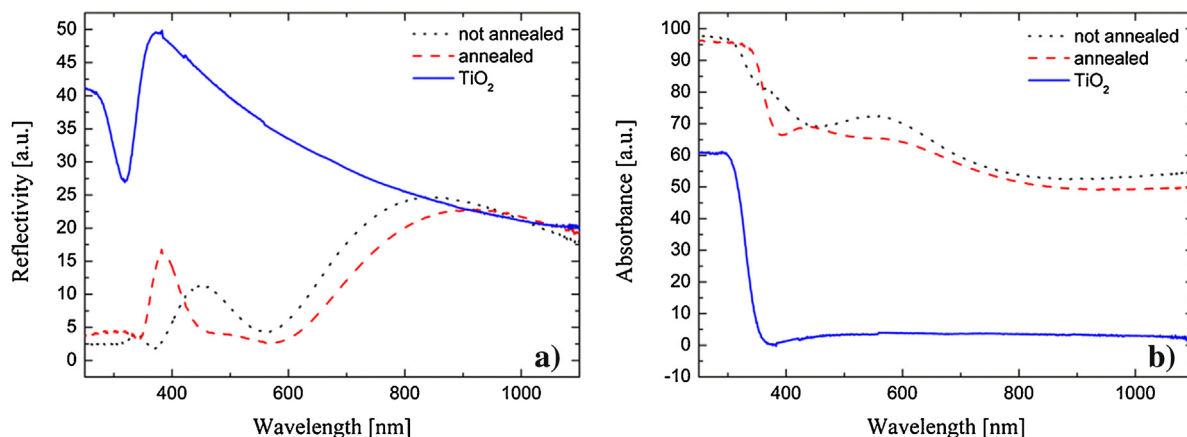 50
45
40
35
30
25
20
15
10
5
0
Reflectivity [a.u.]
not annealed
annealed
TiO₂
a)
400
600
800
1000
Wavelength [nm]
100
90
80
70
60
50
40
30
20
10
0
-10
Absorbance [a.u.]
not annealed
annealed
TiO₂
b)
400
600
800
1000
Wavelength [nm]